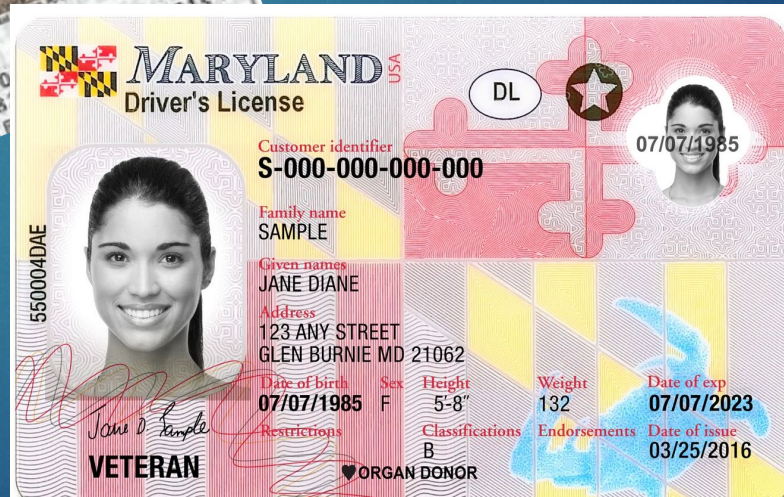 MARYLAND USA
Driver's License
DL
07/07/1985
Customer identifier
S-000-000-000-000
Family name
SAMPLE
Given names
JANE DIANE
Address
123 ANY STREET
GLEN BURNIE MD 21062
Date of birth Sex Height Weight Date of exp
07/07/1985 F 5'-8" 132 07/07/2023
Restrictions Classifications Endorsements Date of issue
B 03/25/2016
ORGAN DONOR
550004DAE
Jane D Sample
VETERAN